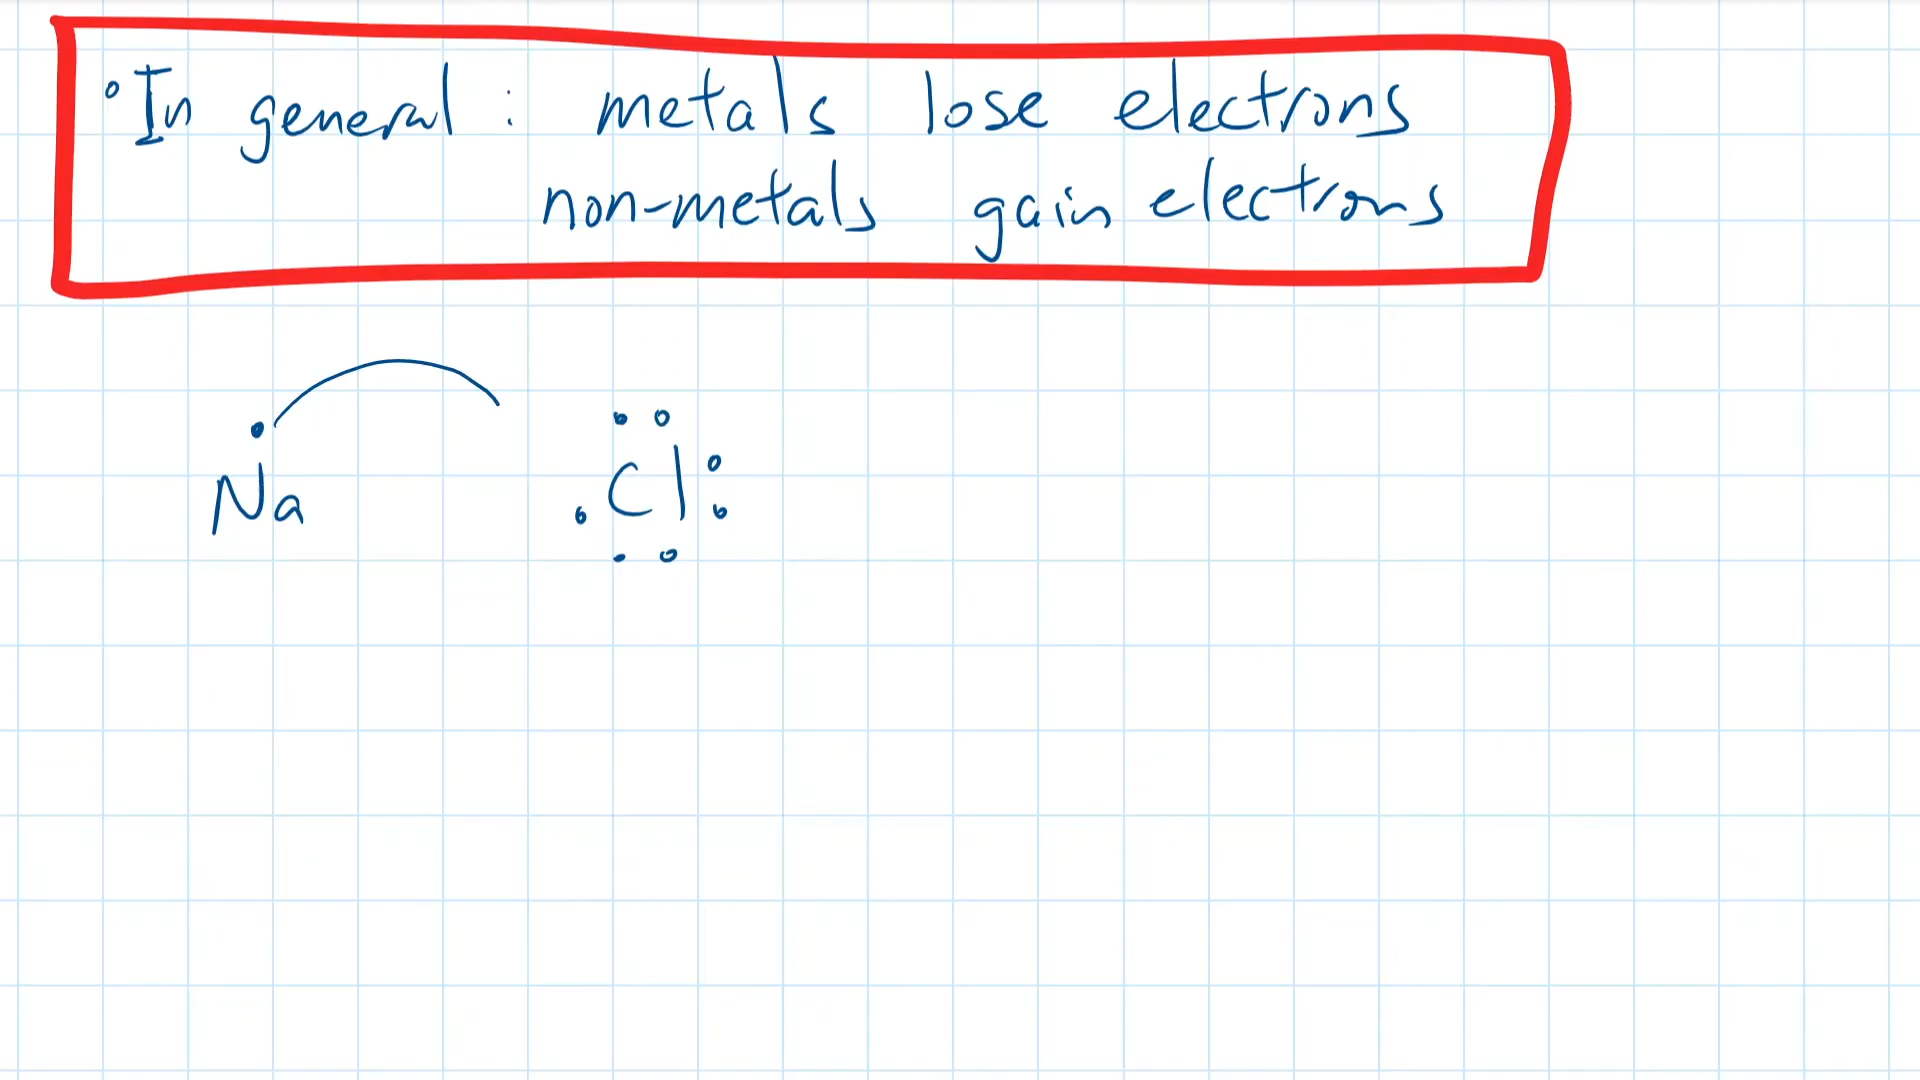 °In general : metals lose electrons
non-metals gain electrons
Na .Cl: